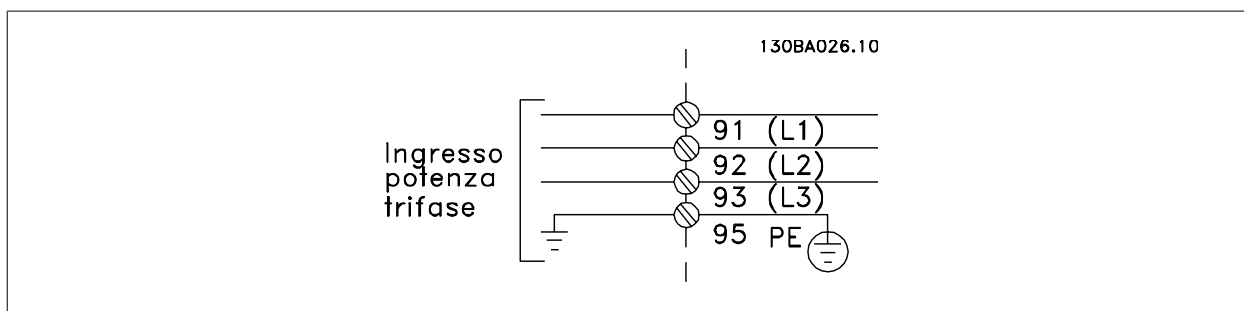 130BA026.10
Ingresso
potenza
trifase
91 (L1)
92 (L2)
93 (L3)
95 PE